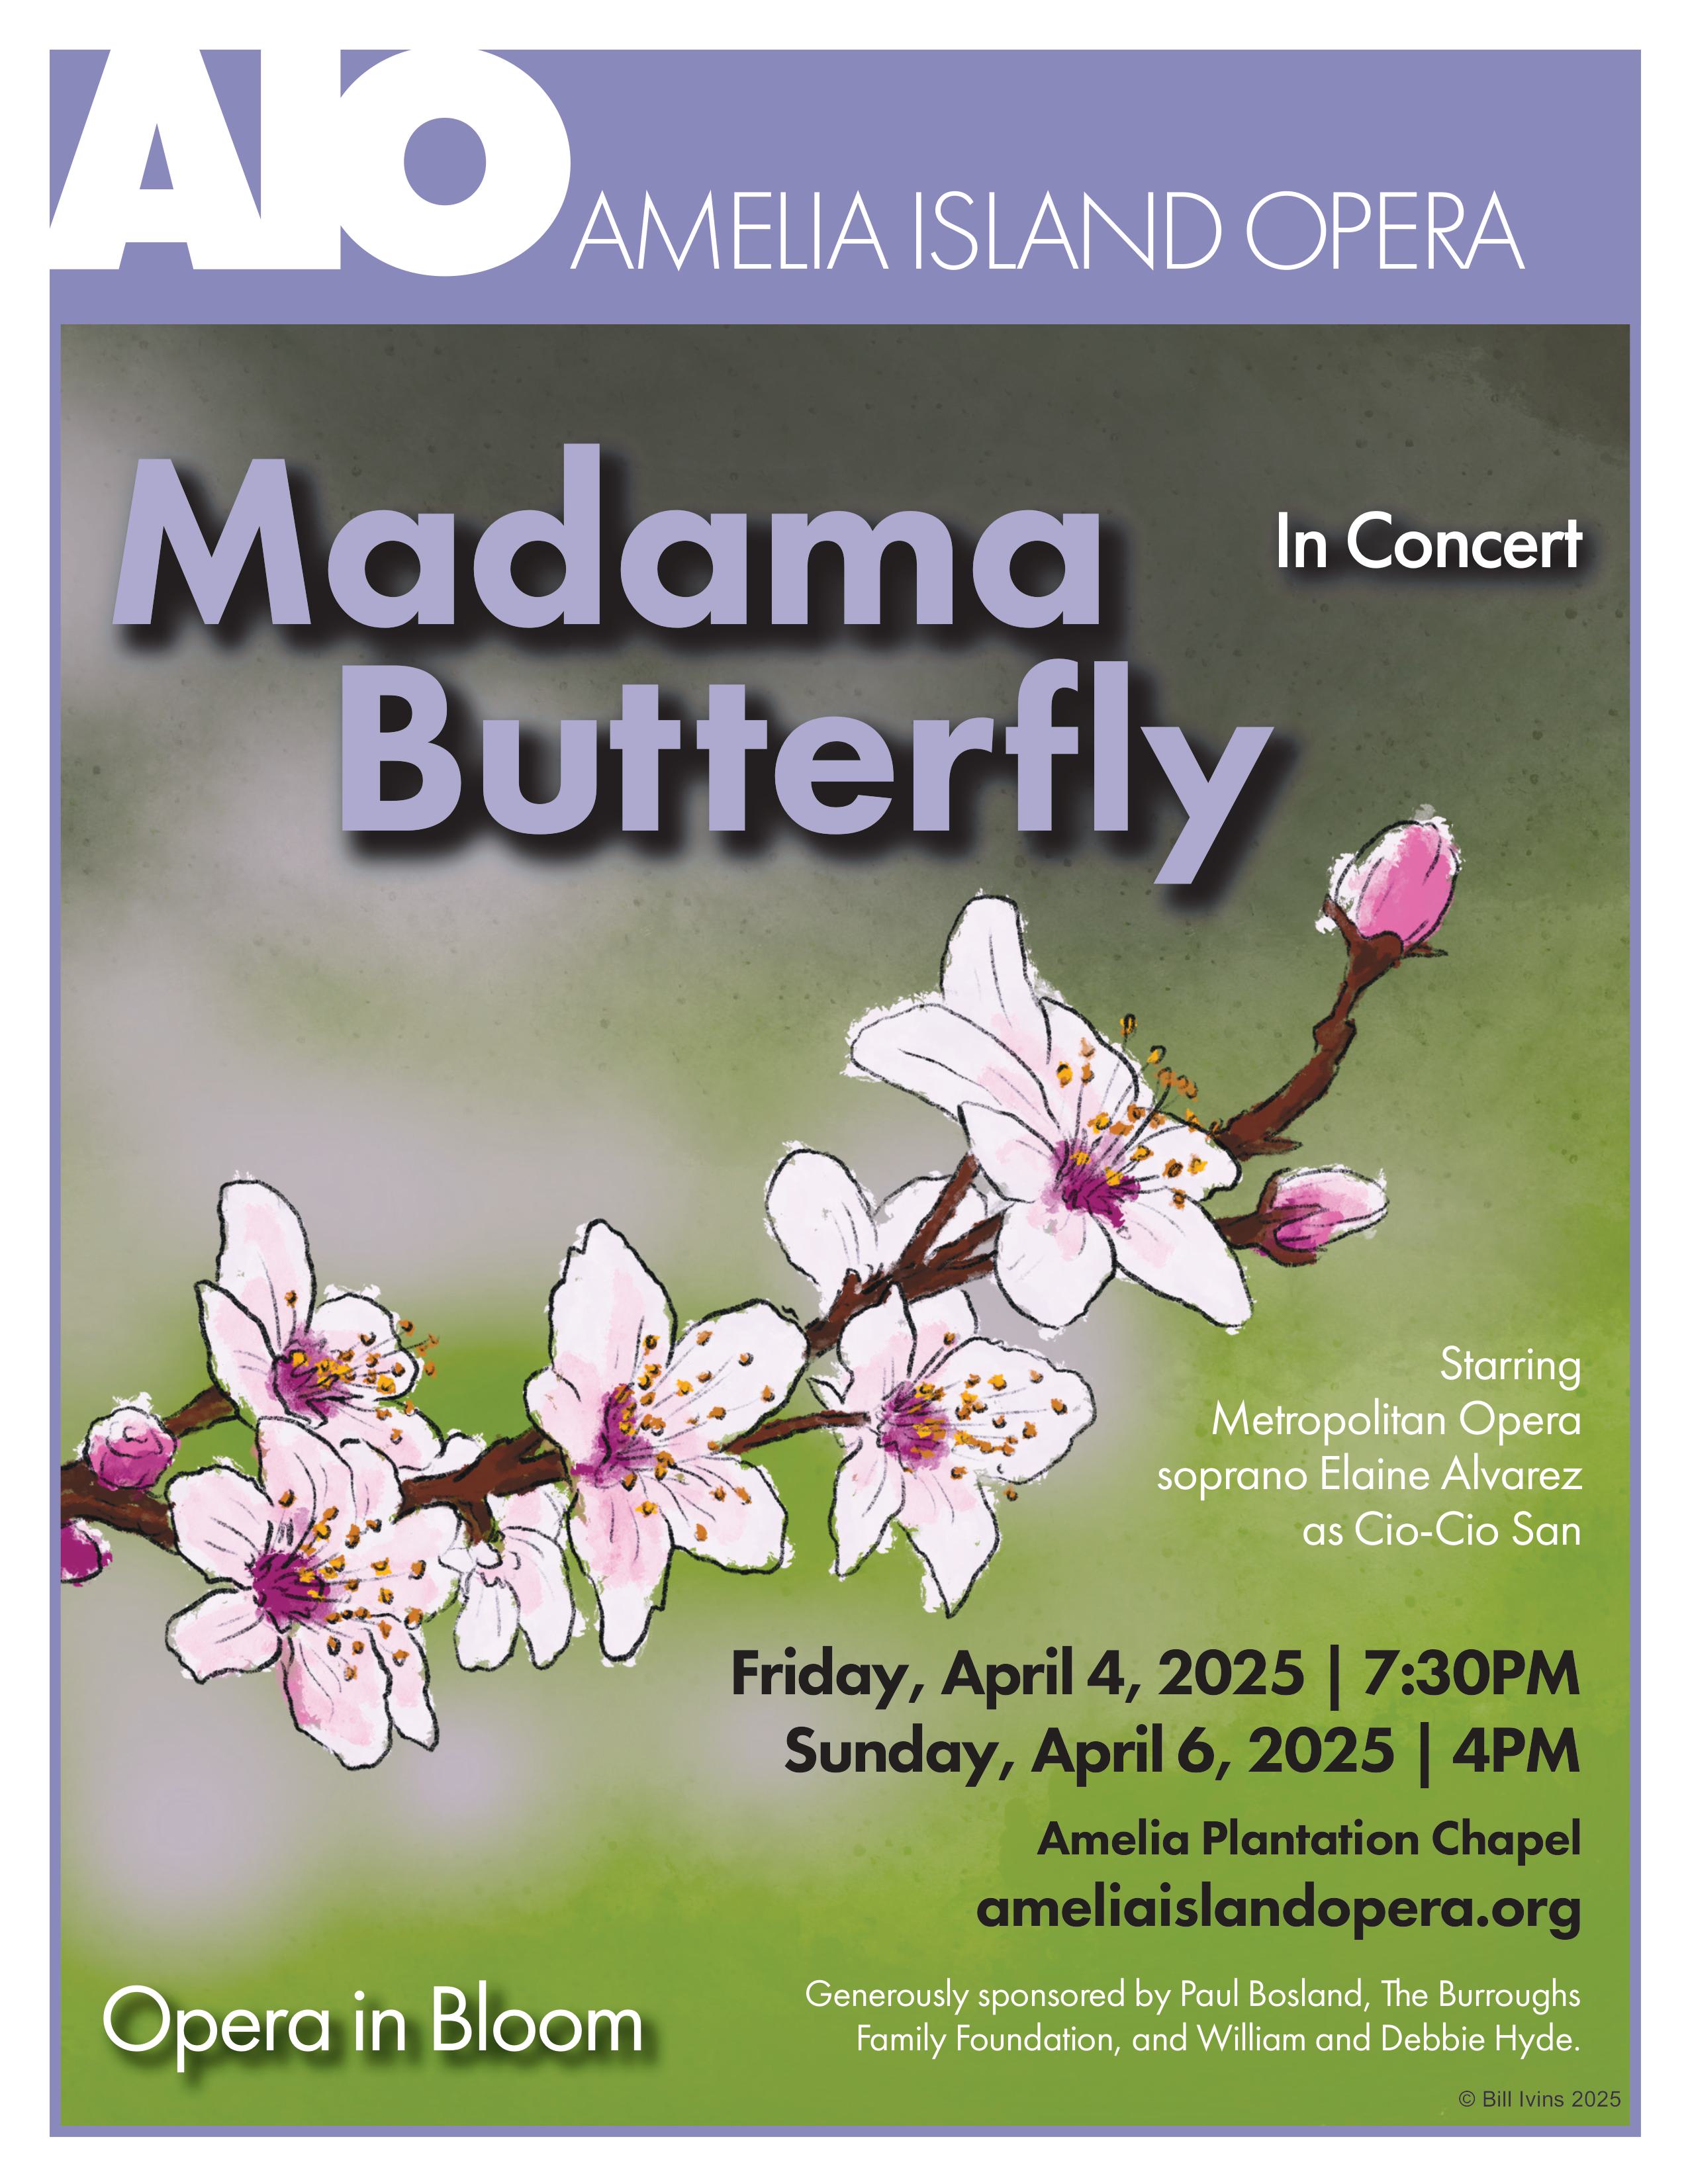 AIO AMELIA ISLAND OPERA
Madama
In Concert
Butterfly
Starring
Metropolitan Opera
soprano Elaine Alvarez
as Cio-Cio San
Friday, April 4, 2025 | 7:30PM
Sunday, April 6, 2025 | 4PM
Amelia Plantation Chapel
ameliaislandopera.org
Opera in Bloom
Generously sponsored by Paul Bosland, The Burroughs
Family Foundation, and William and Debbie Hyde.
© Bill Ivins 2025